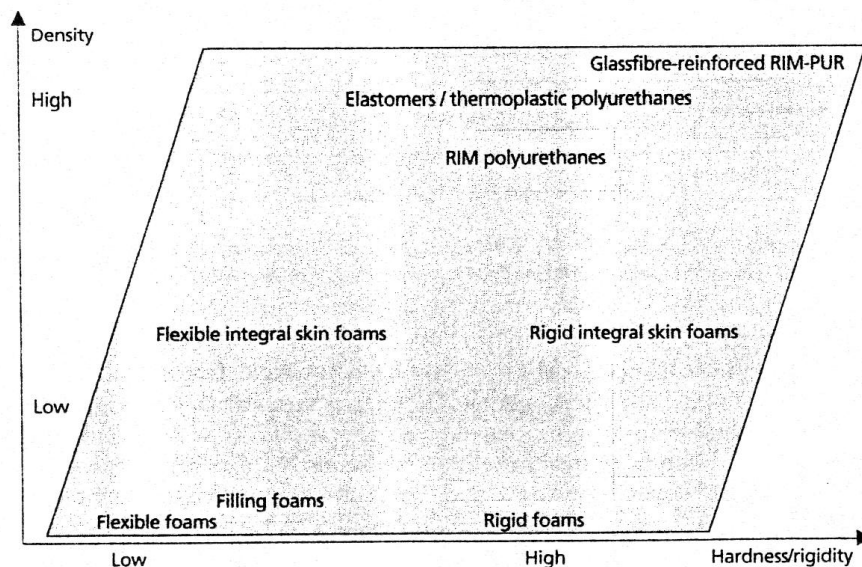 Density
Glassfibre-reinforced RIM-PUR
High
Elastomers / thermoplastic polyurethanes
RIM polyurethanes
Flexible integral skin foams
Rigid integral skin foams
Low
Filling foams
Flexible foams
Rigid foams
Low
High
Hardness/rigidity